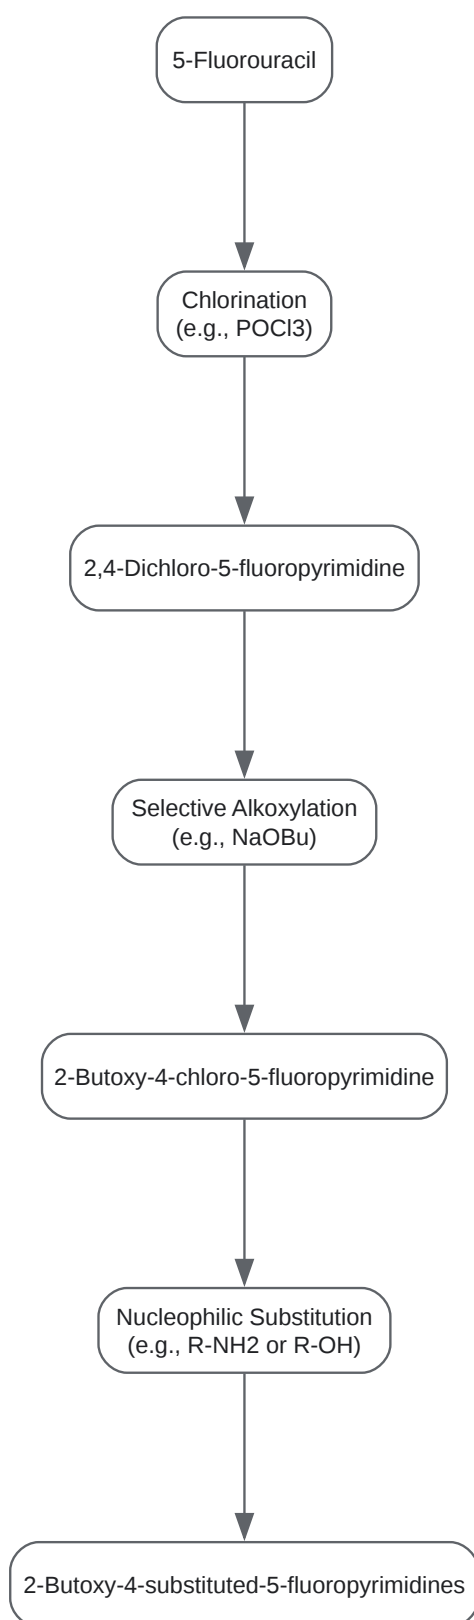 5-Fluorouracil
Chlorination
(e.g., POCl3)
2,4-Dichloro-5-fluoropyrimidine
Selective Alkoxylation
(e.g., NaOBu)
2-Butoxy-4-chloro-5-fluoropyrimidine
Nucleophilic Substitution
(e.g., R-NH2 or R-OH)
2-Butoxy-4-substituted-5-fluoropyrimidines